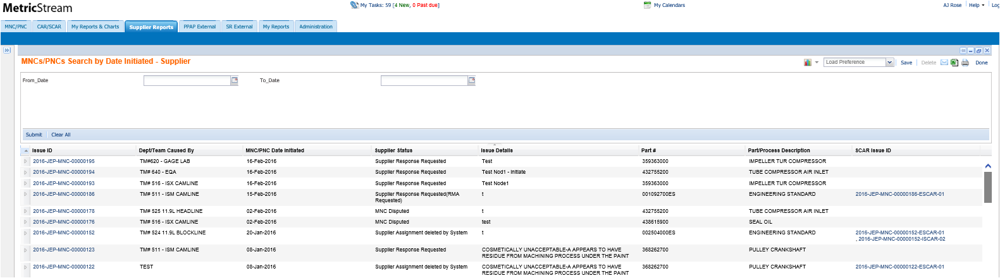 MetricStream
My Tasks: 59 [4 New, 0 Past due]
My Calendars
AJ Rose Help Log
MNC/PNC CAR/SCAR My Reports & Charts Supplier Reports PPAP External SR External My Reports Administration
MNCs/PNCs Search by Date Initiated - Supplier
Load Preference Save Delete Done
From_Date To_Date
Submit Clear All
Issue ID Dept/Team Caused By MNC/PNC Date Initiated Supplier Status Issue Details Part # Part/Process Description SCAR Issue ID
2016-JEP-MNC-00000195 TM#620 - GAGE LAB 16-Feb-2016 Supplier Response Requested Test 359363000 IMPELLER TUR COMPRESSOR
2016-JEP-MNC-00000194 TM# 640 - EQA 16-Feb-2016 Supplier Response Requested Test Nod1 - Initiate 432755200 TUBE COMPRESSOR AIR INLET
2016-JEP-MNC-00000193 TM# 516 - ISX CAMLINE 16-Feb-2016 Supplier Response Requested Test Node1 359363000 IMPELLER TUR COMPRESSOR
2016-JEP-MNC-00000186 TM# 511 - ISM CAMLINE 15-Feb-2016 Supplier Response Requested(RMA t 001092700ES ENGINEERING STANDARD 2016-JEP-MNC-00000186-ESCAR-01
Requested)
2016-JEP-MNC-00000178 TM# 525 11.9L HEADLINE 02-Feb-2016 MNC Disputed t 432755200 TUBE COMPRESSOR AIR INLET
2016-JEP-MNC-00000176 TM# 516 - ISX CAMLINE 02-Feb-2016 MNC Disputed test 438615900 SEAL OIL
2016-JEP-MNC-00000152 TM# 524 11.9L BLOCKLINE 20-Jan-2016 Supplier Assignment deleted by System t 002504000ES ENGINEERING STANDARD 2016-JEP-MNC-00000152-ESCAR-01
, 2016-JEP-MNC-00000152-ISCAR-02
2016-JEP-MNC-00000123 TM# 511 - ISM CAMLINE 08-Jan-2016 Supplier Response Requested COSMETICALLY UNACCEPTABLE-A APPEARS TO HAVE 368262700 PULLEY CRANKSHAFT
RESIDUE FROM MACHINING PROCESS UNDER THE PAINT
2016-JEP-MNC-00000122 TEST 08-Jan-2016 Supplier Assignment deleted by System COSMETICALLY UNACCEPTABLE-A APPEARS TO HAVE 368262700 PULLEY CRANKSHAFT 2016-JEP-MNC-00000122-ESCAR-01
RESIDUE FROM MACHINING PROCESS UNDER THE PAINT